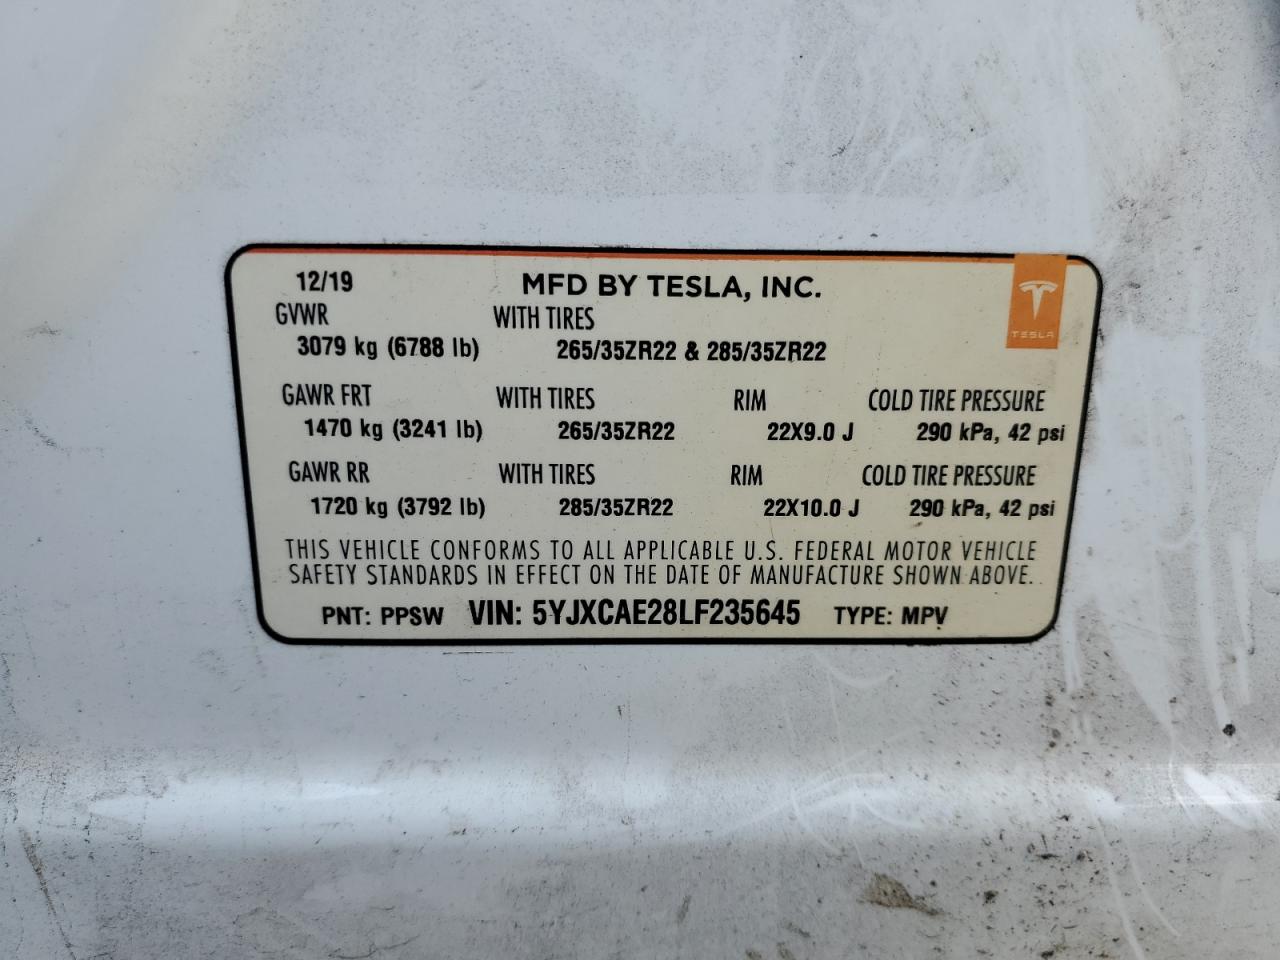 12/19 MFD BY TESLA, INC.
TESLA
GVWR WITH TIRES
3079 kg (6788 lb) 265/35ZR22 & 285/35ZR22
GAWR FRT WITH TIRES RIM COLD TIRE PRESSURE
1470 kg (3241 lb) 265/35ZR22 22X9.0 J 290 kPa, 42 psi
GAWR RR WITH TIRES RIM COLD TIRE PRESSURE
1720 kg (3792 lb) 285/35ZR22 22X10.0 J 290 kPa, 42 psi
THIS VEHICLE CONFORMS TO ALL APPLICABLE U.S. FEDERAL MOTOR VEHICLE
SAFETY STANDARDS IN EFFECT ON THE DATE OF MANUFACTURE SHOWN ABOVE.
PNT: PPSW VIN: 5YJXCAE28LF235645 TYPE: MPV